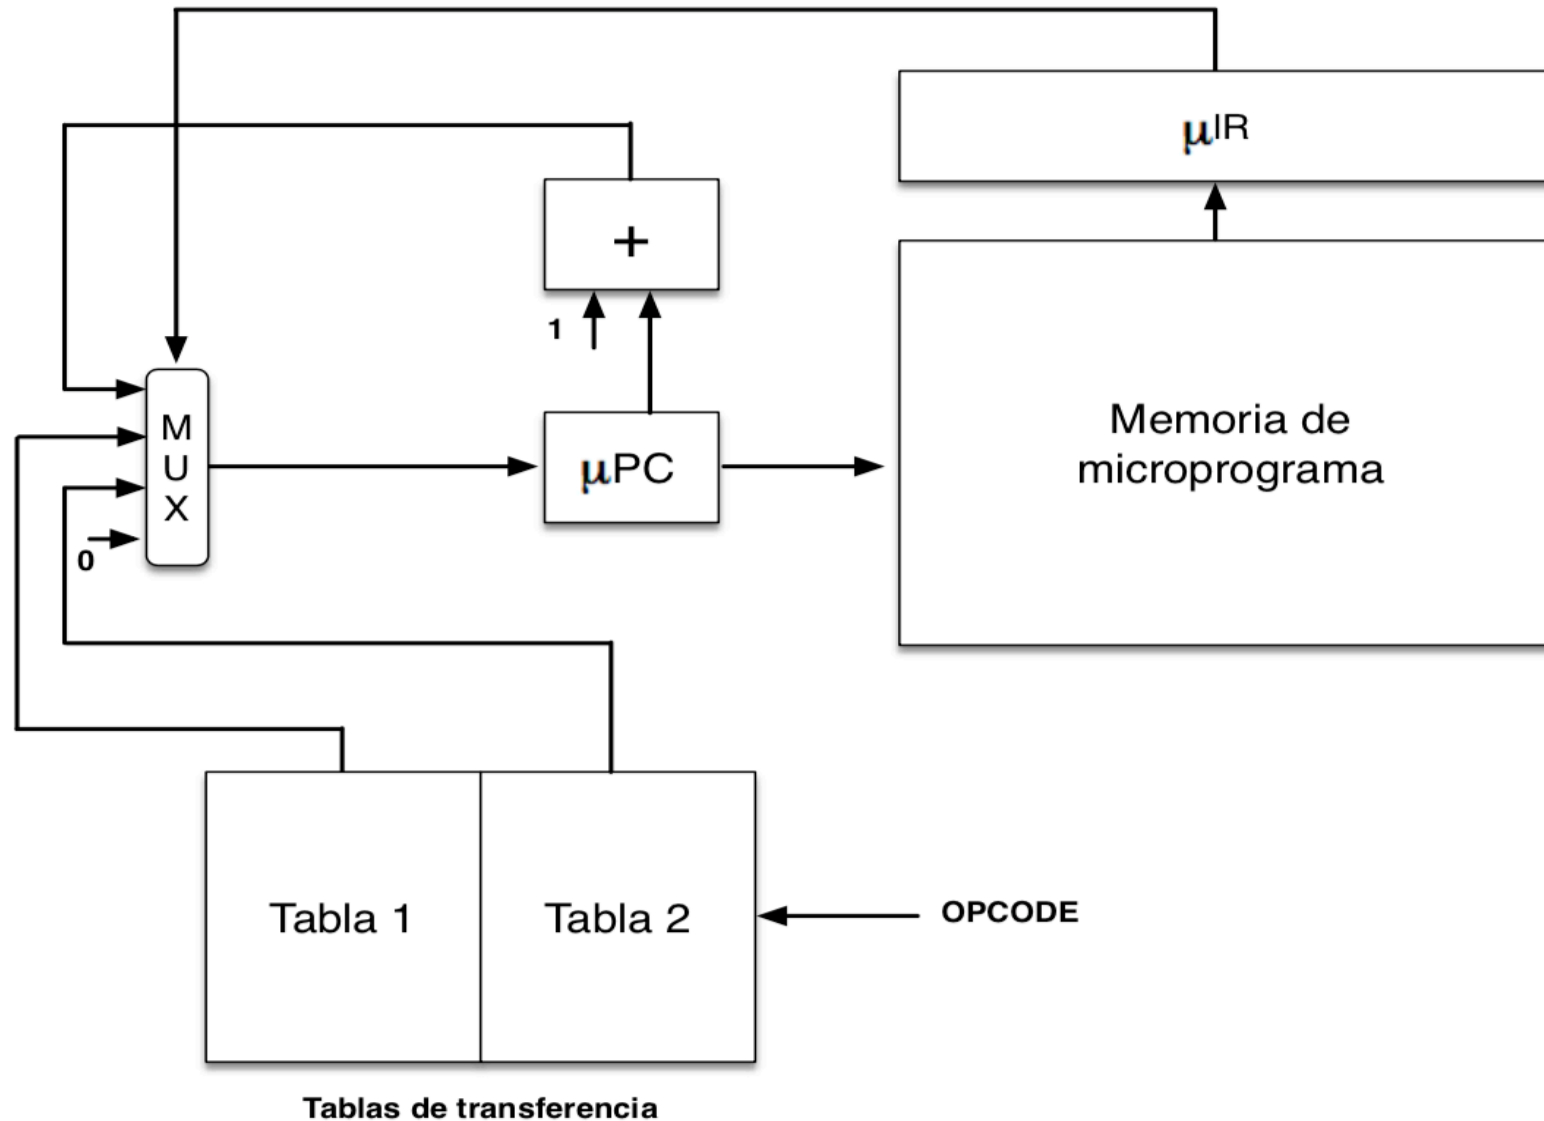 μIR
+
1
M
U
X
μPC
Memoria de
microprograma
0
Tabla 1
Tabla 2
OPCODE
Tablas de transferencia